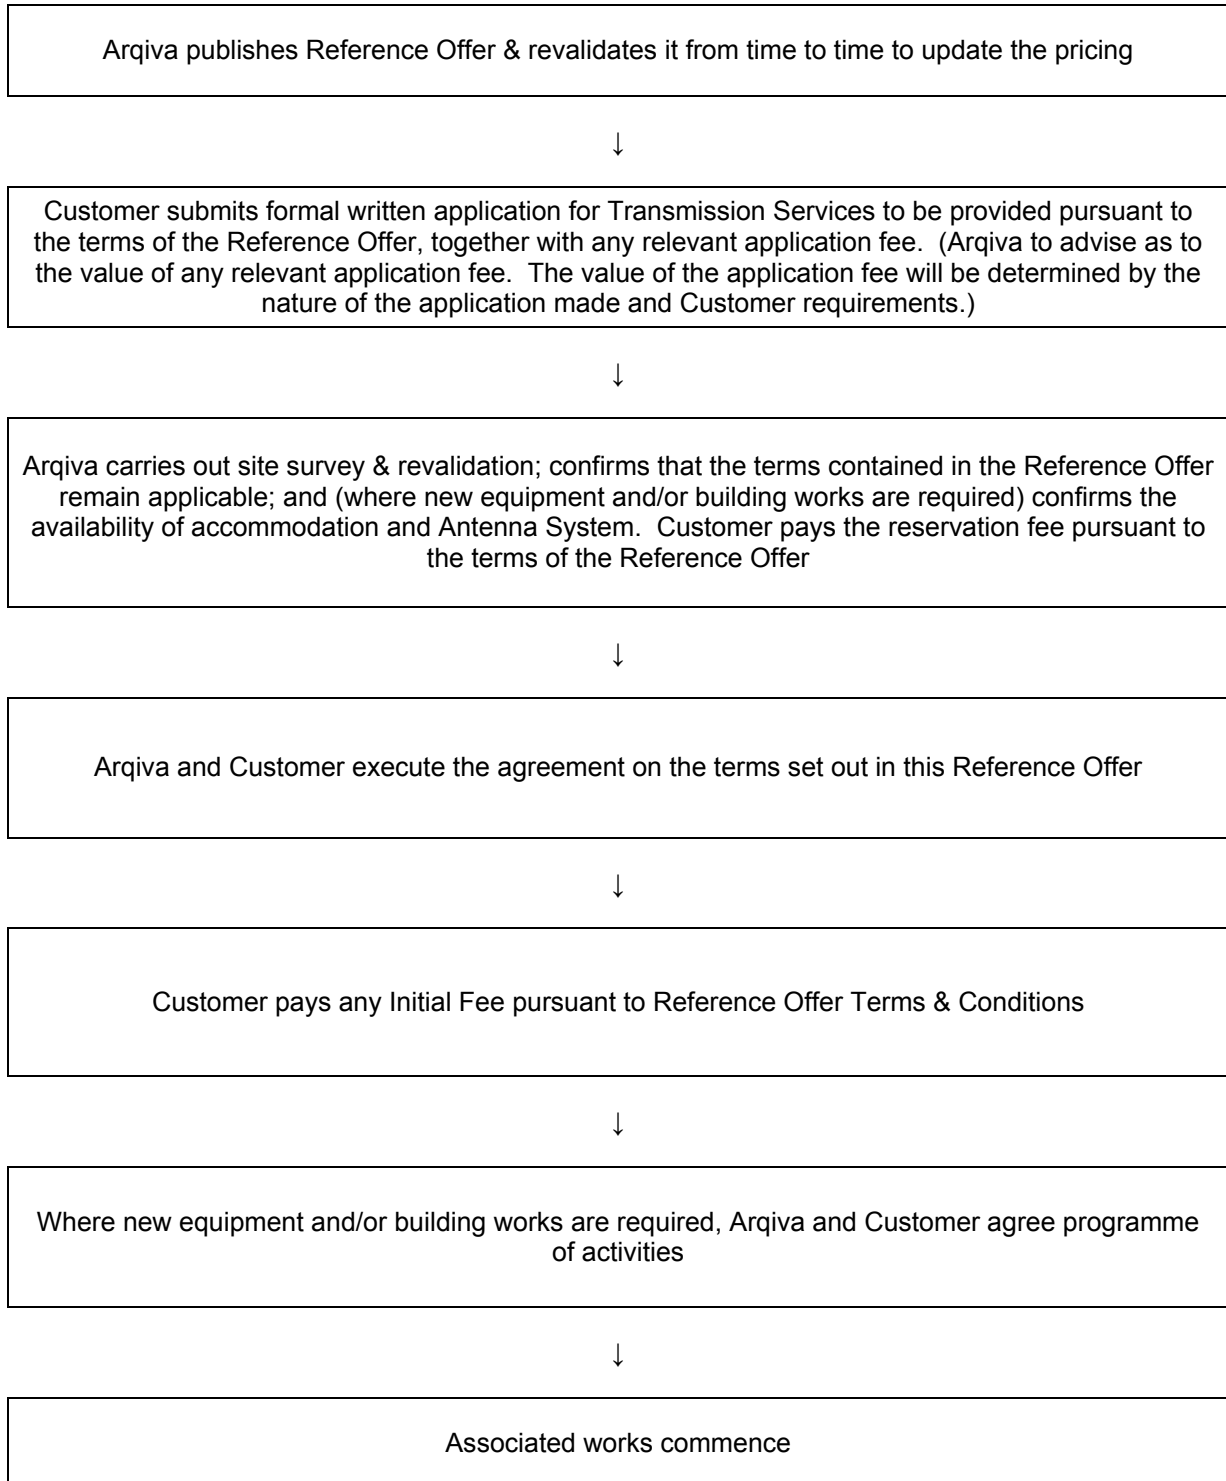 Arqiva publishes Reference Offer & revalidates it from time to time to update the pricing
↓
Customer submits formal written application for Transmission Services to be provided pursuant to
the terms of the Reference Offer, together with any relevant application fee.  (Arqiva to advise as to
the value of any relevant application fee.  The value of the application fee will be determined by the
nature of the application made and Customer requirements.)
↓
Arqiva carries out site survey & revalidation; confirms that the terms contained in the Reference Offer
remain applicable; and (where new equipment and/or building works are required) confirms the
availability of accommodation and Antenna System.  Customer pays the reservation fee pursuant to
the terms of the Reference Offer
↓
Arqiva and Customer execute the agreement on the terms set out in this Reference Offer
↓
Customer pays any Initial Fee pursuant to Reference Offer Terms & Conditions
↓
Where new equipment and/or building works are required, Arqiva and Customer agree programme
of activities
↓
Associated works commence